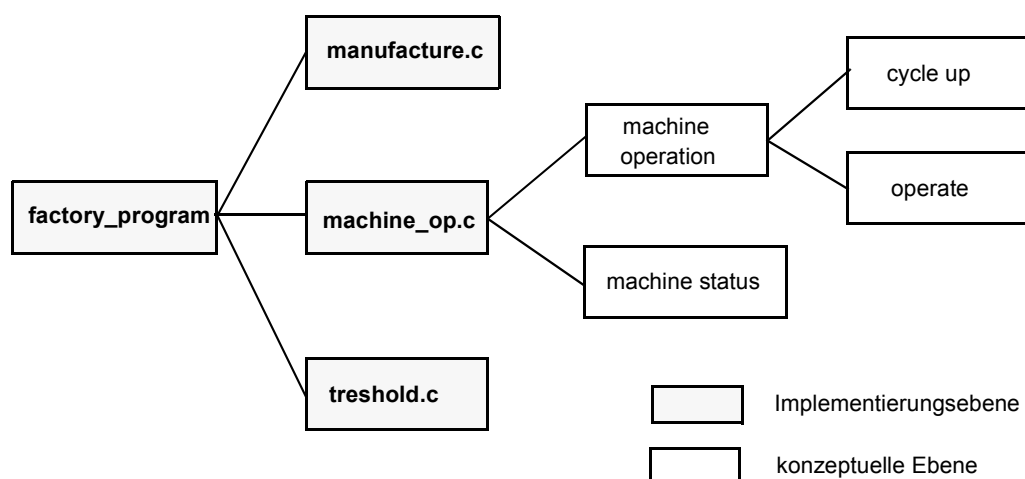 manufacture.c
cycle up
machine
operation
operate
factory_program
machine_op.c
machine status
treshold.c
Implementierungsebene
konzeptuelle Ebene